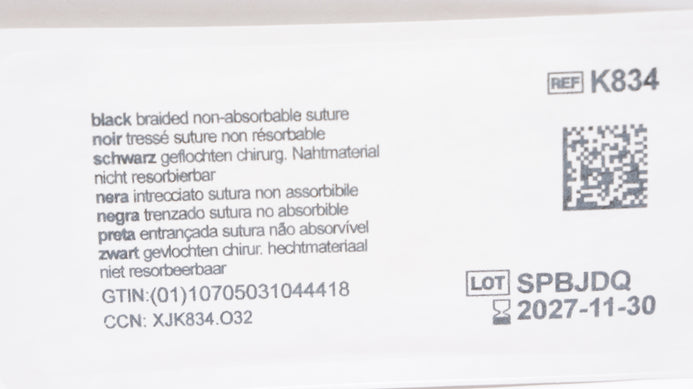 REF K834
black braided non-absorbable suture
noir tressé suture non résorbable
schwarz geflochten chirurg. Nahtmaterial
nicht resorbierbar
nera intrecciato sutura non assorbibile
negra trenzado sutura no absorbible
preta entrançada sutura não absorvível
zwart gevlochten chirur. hechtmateriaal
niet resorbeerbaar
GTIN:(01)10705031044418
CCN: XJK834.O32
LOT SPBJDQ
2027-11-30